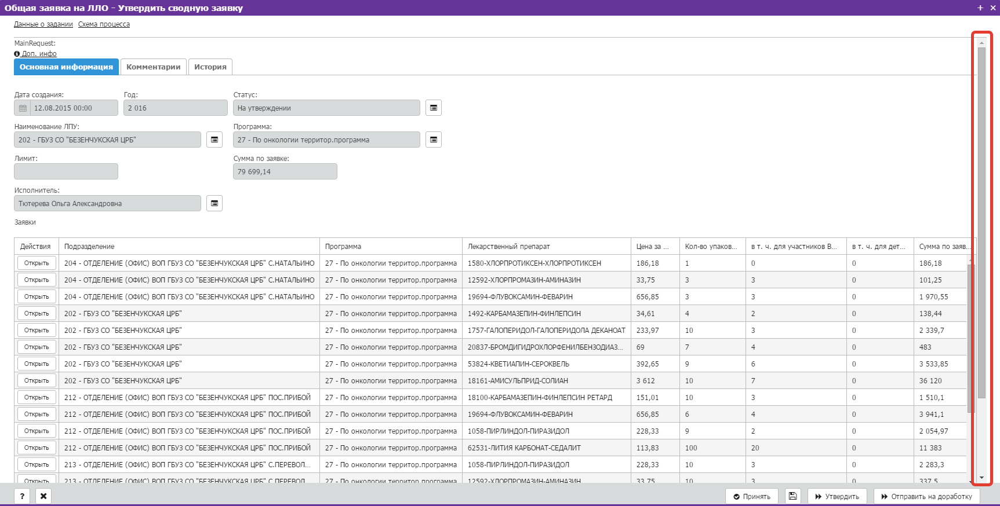 Общая заявка на ЛЛО - Утвердить сводную заявку
Данные о задании Схема процесса
MainRequest:
Доп. инфо
Основная информация Комментарии История
Дата создания: Год: Статус:
12.08.2015 00:00 2 016 На утверждении
Наименование ЛПУ: Программа:
202 - ГБУЗ СО "БЕЗЕНЧУКСКАЯ ЦРБ" 27 - По онкологии территор.программа
Лимит: Сумма по заявке:
79 699,14
Исполнитель:
Тютерева Ольга Александровна
Заявки
Действия Подразделение Программа Лекарственный препарат Цена за ... Кол-во упаков... в т. ч. для участников В... в т. ч. для дет... Сумма по заяв...
Открыть 204 - ОТДЕЛЕНИЕ (ОФИС) ВОП ГБУЗ СО "БЕЗЕНЧУКСКАЯ ЦРБ" С.НАТАЛЬИНО 27 - По онкологии территор.программа 1580-ХЛОРПРОТИКСЕН-ХЛОРПРОТИКСЕН 186,18 1 0 0 186,18
Открыть 204 - ОТДЕЛЕНИЕ (ОФИС) ВОП ГБУЗ СО "БЕЗЕНЧУКСКАЯ ЦРБ" С.НАТАЛЬИНО 27 - По онкологии территор.программа 12592-ХЛОРПРОМАЗИН-АМИНАЗИН 33,75 3 3 0 101,25
Открыть 204 - ОТДЕЛЕНИЕ (ОФИС) ВОП ГБУЗ СО "БЕЗЕНЧУКСКАЯ ЦРБ" С.НАТАЛЬИНО 27 - По онкологии территор.программа 19694-ФЛУВОКСАМИН-ФЕВАРИН 656,85 3 3 0 1 970,55
Открыть 202 - ГБУЗ СО "БЕЗЕНЧУКСКАЯ ЦРБ" 27 - По онкологии территор.программа 1492-КАРБАМАЗЕПИН-ФИНЛЕПСИН 34,61 4 2 0 138,44
Открыть 202 - ГБУЗ СО "БЕЗЕНЧУКСКАЯ ЦРБ" 27 - По онкологии территор.программа 1757-ГАЛОПЕРИДОЛ-ГАЛОПЕРИДОЛА ДЕКАНОАТ 233,97 10 3 0 2 339,7
Открыть 202 - ГБУЗ СО "БЕЗЕНЧУКСКАЯ ЦРБ" 27 - По онкологии территор.программа 20837-БРОМДИГИДРОХЛОРФЕНИЛБЕНЗОДИАЗ... 69 7 4 0 483
Открыть 202 - ГБУЗ СО "БЕЗЕНЧУКСКАЯ ЦРБ" 27 - По онкологии территор.программа 53824-КВЕТИАПИН-СЕРОКВЕЛЬ 392,65 9 6 0 3 533,85
Открыть 202 - ГБУЗ СО "БЕЗЕНЧУКСКАЯ ЦРБ" 27 - По онкологии территор.программа 18161-АМИСУЛЬПРИД-СОЛИАН 3 612 10 7 0 36 120
Открыть 212 - ОТДЕЛЕНИЕ (ОФИС) ВОП ГБУЗ СО "БЕЗЕНЧУКСКАЯ ЦРБ" ПОС.ПРИБОЙ 27 - По онкологии территор.программа 18100-КАРБАМАЗЕПИН-ФИНЛЕПСИН РЕТАРД 151,01 10 3 0 1 510,1
Открыть 212 - ОТДЕЛЕНИЕ (ОФИС) ВОП ГБУЗ СО "БЕЗЕНЧУКСКАЯ ЦРБ" ПОС.ПРИБОЙ 27 - По онкологии территор.программа 19694-ФЛУВОКСАМИН-ФЕВАРИН 656,85 6 4 0 3 941,1
Открыть 212 - ОТДЕЛЕНИЕ (ОФИС) ВОП ГБУЗ СО "БЕЗЕНЧУКСКАЯ ЦРБ" ПОС.ПРИБОЙ 27 - По онкологии территор.программа 1058-ПИРЛИНДОЛ-ПИРАЗИДОЛ 228,33 9 2 0 2 054,97
Открыть 212 - ОТДЕЛЕНИЕ (ОФИС) ВОП ГБУЗ СО "БЕЗЕНЧУКСКАЯ ЦРБ" ПОС.ПРИБОЙ 27 - По онкологии территор.программа 62531-ЛИТИЯ КАРБОНАТ-СЕДАЛИТ 113,83 100 20 0 11 383
Открыть 213 - ОТДЕЛЕНИЕ (ОФИС) ВОП ГБУЗ СО "БЕЗЕНЧУКСКАЯ ЦРБ" С.ПЕРЕВОЛ... 27 - По онкологии территор.программа 1058-ПИРЛИНДОЛ-ПИРАЗИДОЛ 228,33 10 3 0 2 283,3
Открыть 213 - ОТДЕЛЕНИЕ (ОФИС) ВОП ГБУЗ СО "БЕЗЕНЧУКСКАЯ ЦРБ" С.ПЕРЕВОЛ... 27 - По онкологии территор.программа 12592-ХЛОРПРОМАЗИН-АМИНАЗИН 33,75 10 3 0 337,5
? Принять Утвердить Отправить на доработку